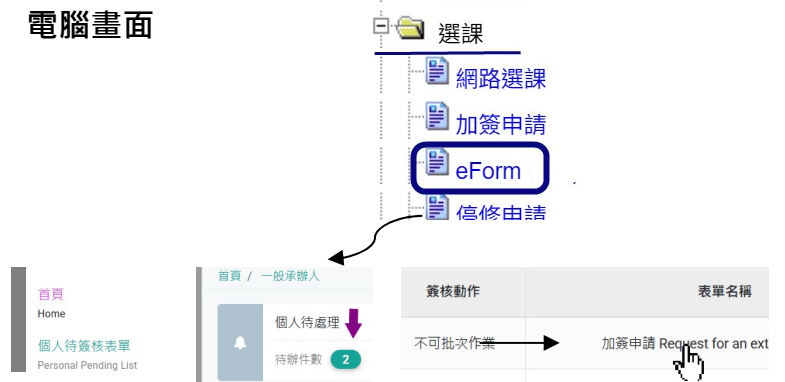 電腦畫面
選課
網路選課
加簽申請
eForm
停修申請
首頁
Home
個人待簽核表單
Personal Pending List
首頁 / 一般承辦人
個人待處理
待辦件數 2
簽核動作
表單名稱
不可批次作業
加簽申請 Request for an ext